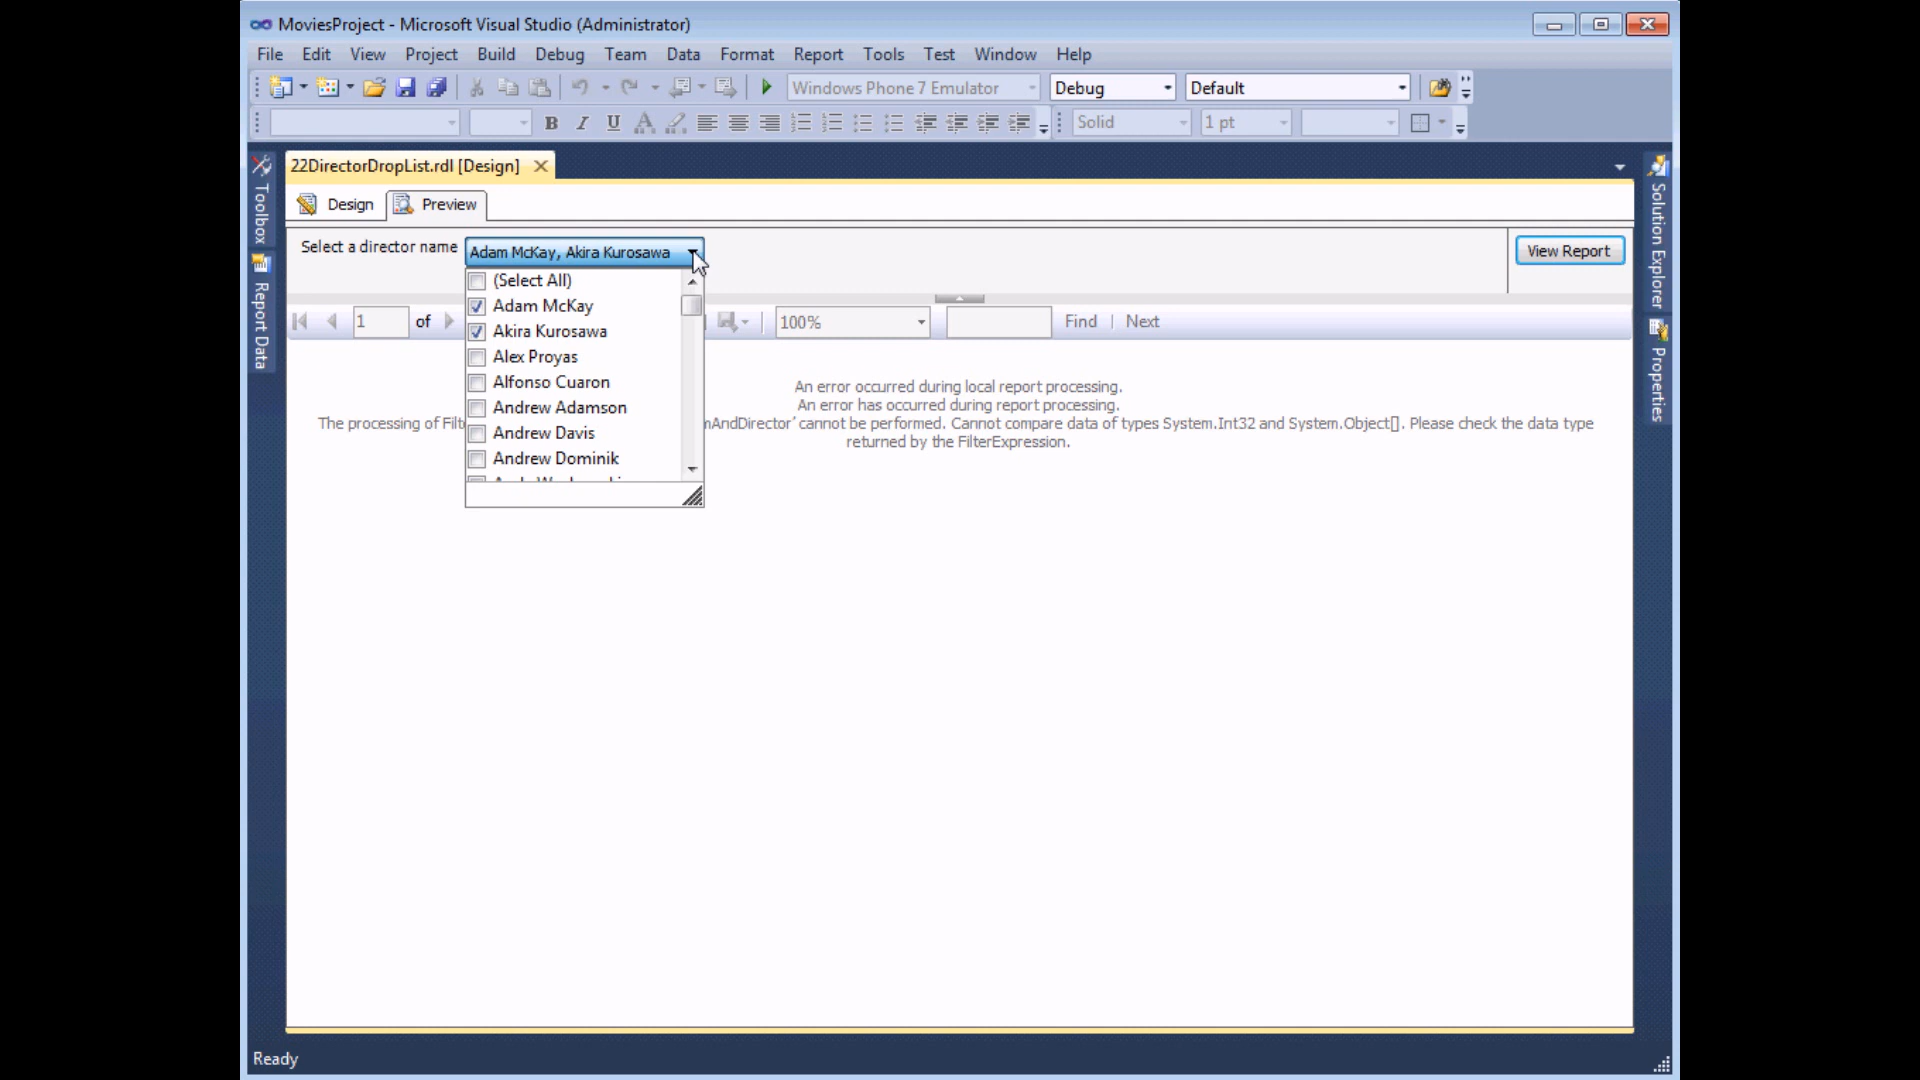 MoviesProject - Microsoft Visual Studio (Administrator)
File Edit View Project Build Debug Team Data Format Report Tools Test Window Help
Windows Phone 7 Emulator Debug Default
B I U A Solid 1 pt
22DirectorDropList.rdl [Design]
Toolbox
Report Data
Solution Explorer
Properties
Design Preview
Select a director name Adam McKay, Akira Kurosawa View Report
(Select All)
Adam McKay
Akira Kurosawa
Alex Proyas
Alfonso Cuaron
Andrew Adamson
Andrew Davis
Andrew Dominik
1 of 100% Find | Next
An error occurred during local report processing.
An error has occurred during report processing.
The processing of Filt mAndDirector' cannot be performed. Cannot compare data of types System.Int32 and System.Object[]. Please check the data type
returned by the FilterExpression.
Ready